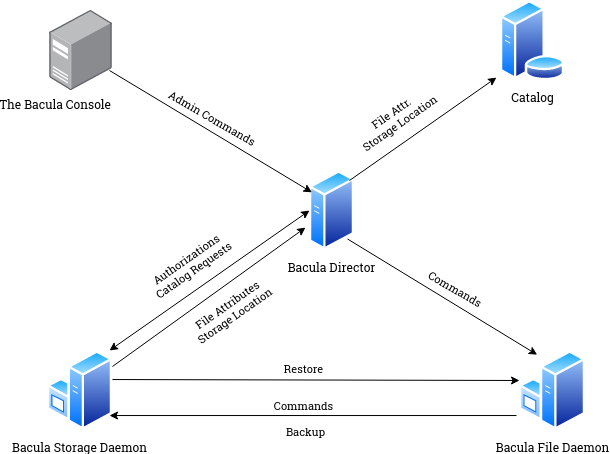 The Bacula Console
Catalog
Admin Commands
File Attr.
Storage Location
Bacula Director
Authorizations
Catalog Requests
File Attributes
Storage Location
Commands
Restore
Commands
Backup
Bacula Storage Daemon
Bacula File Daemon